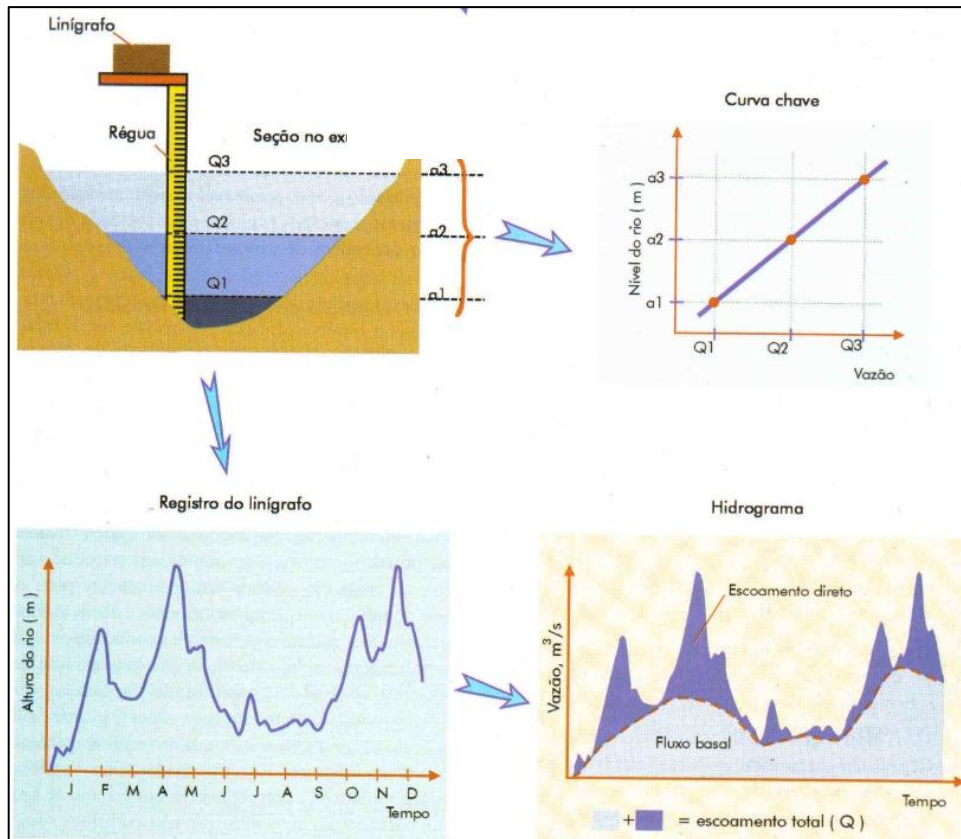 Linígrafo
Régua
Seção no exu
Q3
Q2
Q1
a3
a2
a1
Curva chave
Nível do rio ( m )
a3
a2
a1
Q1
Q2
Q3
Vazão
Registro do linígrafo
Altura do rio ( m )
J F M A M J J A S O N D
Tempo
Hidrograma
Vazão, m³/s
Escoamento direto
Fluxo basal
Tempo
+ = escoamento total ( Q )